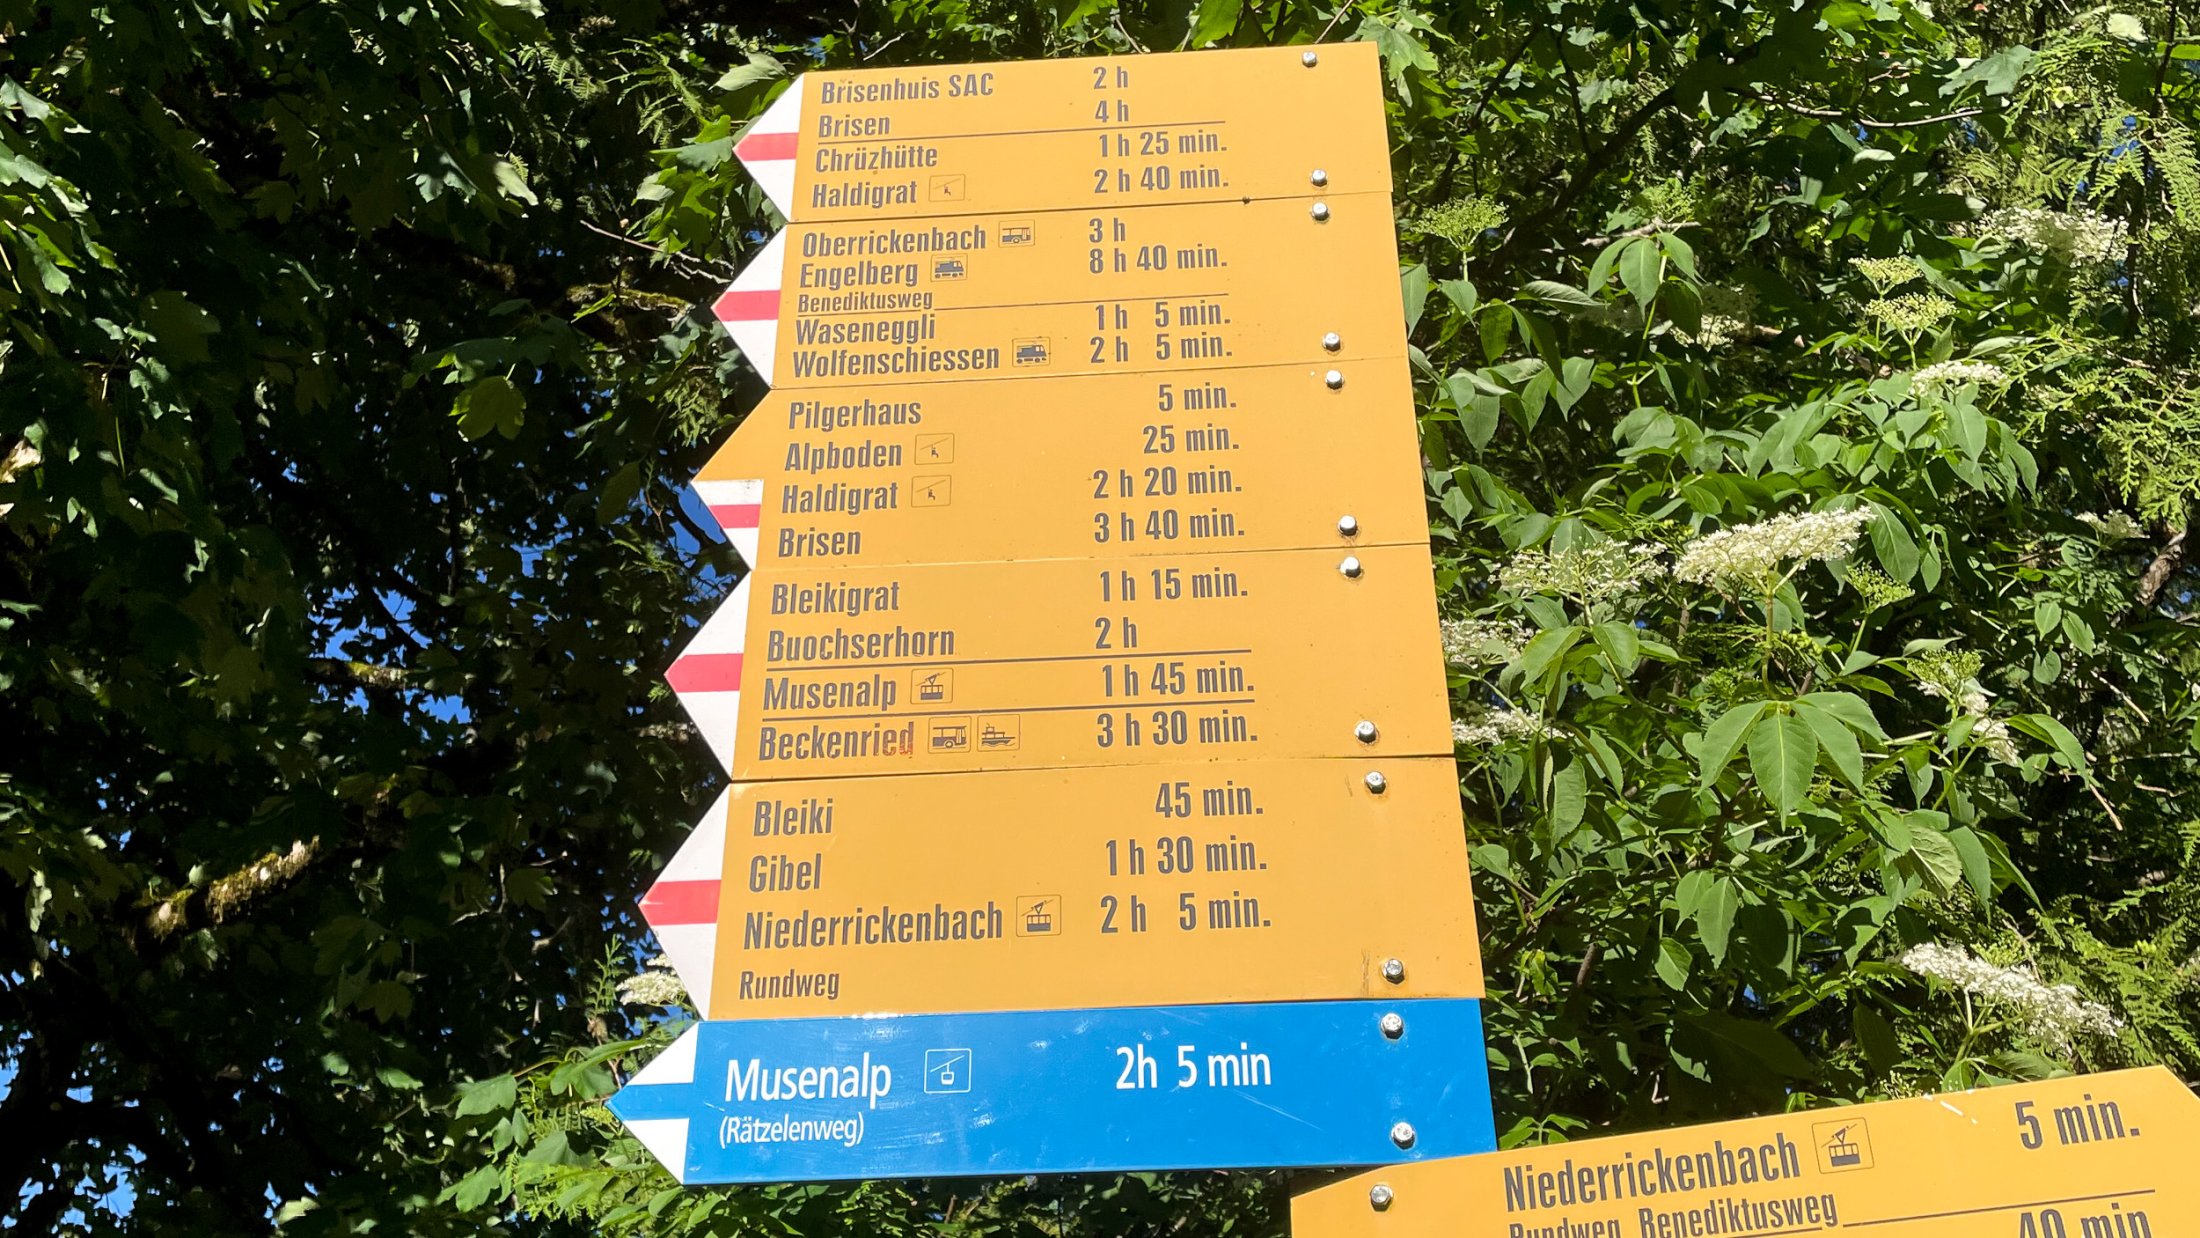 Brisenhuis SAC 2 h
Brisen 4 h
Chrüzhütte 1 h 25 min.
Haldigrat 2 h 40 min.
Oberrickenbach 3 h
Engelberg 8 h 40 min.
Benediktusweg
Waseneggli 1 h 5 min.
Wolfenschiessen 2 h 5 min.
Pilgerhaus 5 min.
Alpboden 25 min.
Haldigrat 2 h 20 min.
Brisen 3 h 40 min.
Bleikigrat 1 h 15 min.
Buochserhorn 2 h
Musenalp 1 h 45 min.
Beckenried 3 h 30 min.
Bleiki 45 min.
Gibel 1 h 30 min.
Niederrickenbach 2 h 5 min.
Rundweg
Musenalp 2h 5 min
(Rätzelenweg)
Niederrickenbach 5 min.
Rundweg, Benediktusweg
40 min